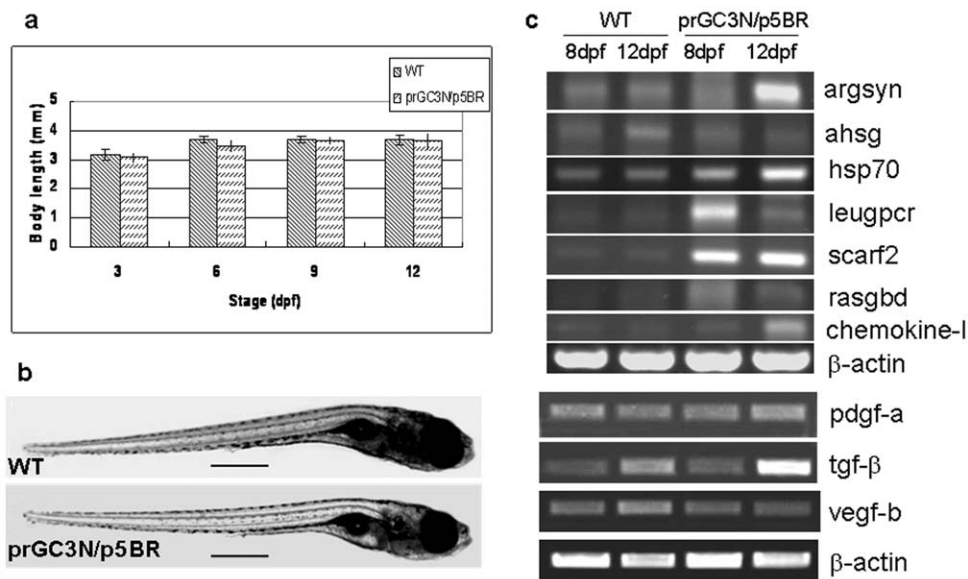 a
WT
prGC3N/p5BR
Body length (mm)
5
4
3
2
1
0
3 6 9 12
Stage (dpf)
b
WT
prGC3N/p5BR
c
WT prGC3N/p5BR
8dpf 12dpf 8dpf 12dpf
argsyn
ahsg
hsp70
leugpcr
scarf2
rasgbd
chemokine-l
β-actin
pdgf-a
tgf-β
vegf-b
β-actin